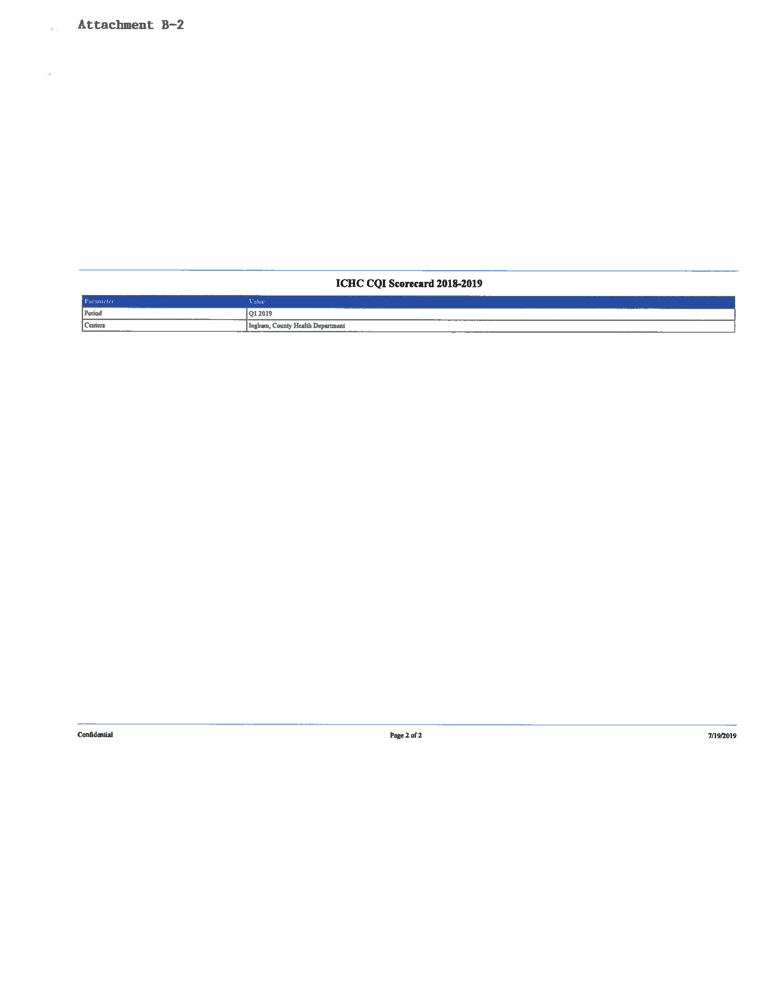 Attachment B-2
ICHC CQI Scorecard 2018-2019
Parameter Value
Period Q1 2019
Centers Ingham, County Health Department
Confidential Page 2 of 2 7/19/2019